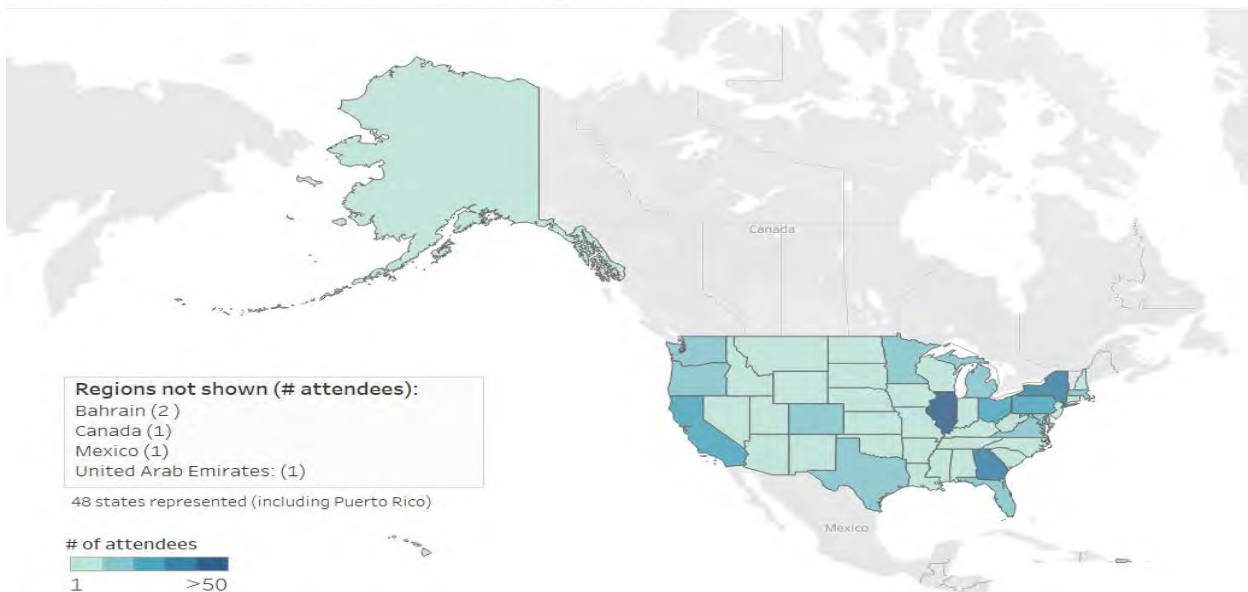 Canada
Regions not shown (# attendees):
Bahrain (2 )
Canada (1)
Mexico (1)
United Arab Emirates: (1)
48 states represented (including Puerto Rico)
Mexico
# of attendees
1 >50